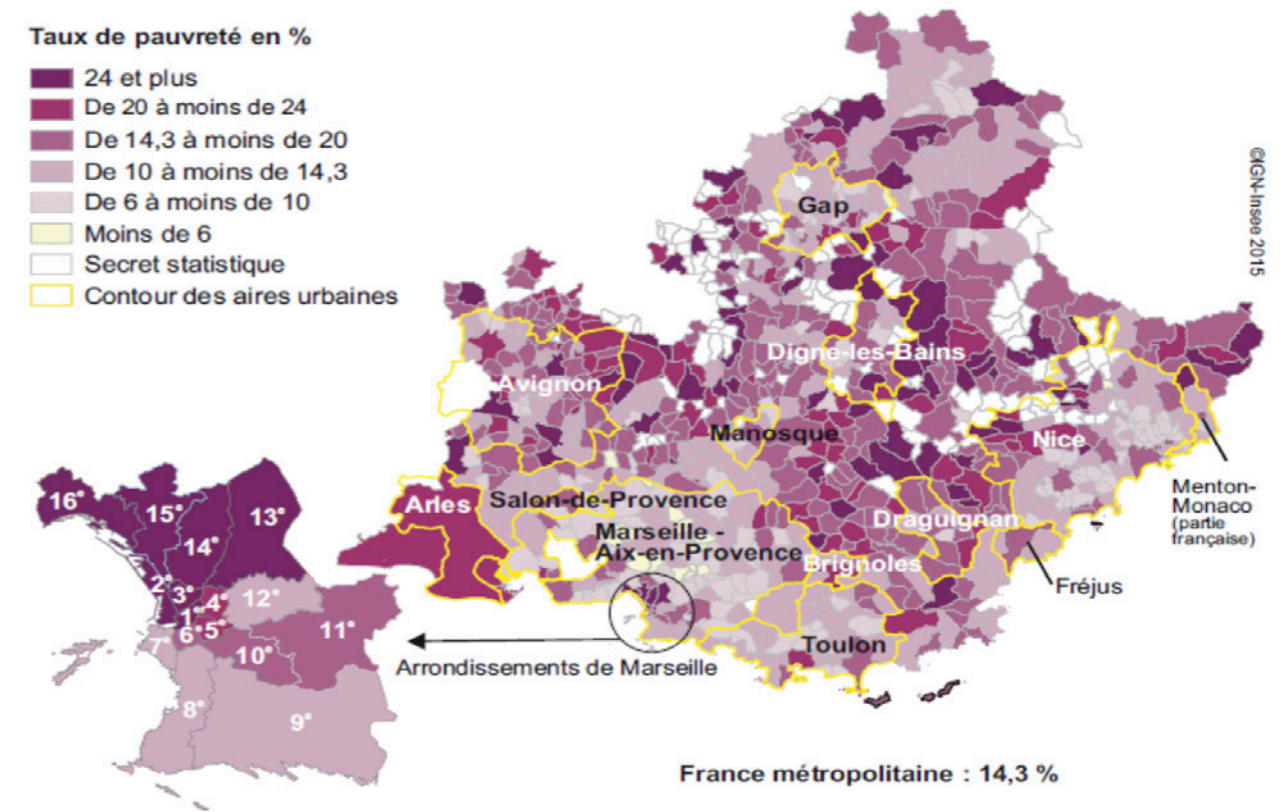 Taux de pauvreté en %
24 et plus
De 20 à moins de 24
De 14,3 à moins de 20
De 10 à moins de 14,3
De 6 à moins de 10
Moins de 6
Secret statistique
Contour des aires urbaines
©IGN-Insee 2015
Gap
Digne-les-Bains
Avignon
Manosque
Nice
Menton-
Monaco
(partie
française)
Arles
Salon-de-Provence
Marseille -
Aix-en-Provence
Draguignan
Brignoles
Fréjus
Toulon
Arrondissements de Marseille
16°
15°
13°
14°
2°
3°
1°
4°
12°
6°
5°
11°
7°
10°
8°
9°
France métropolitaine : 14,3 %